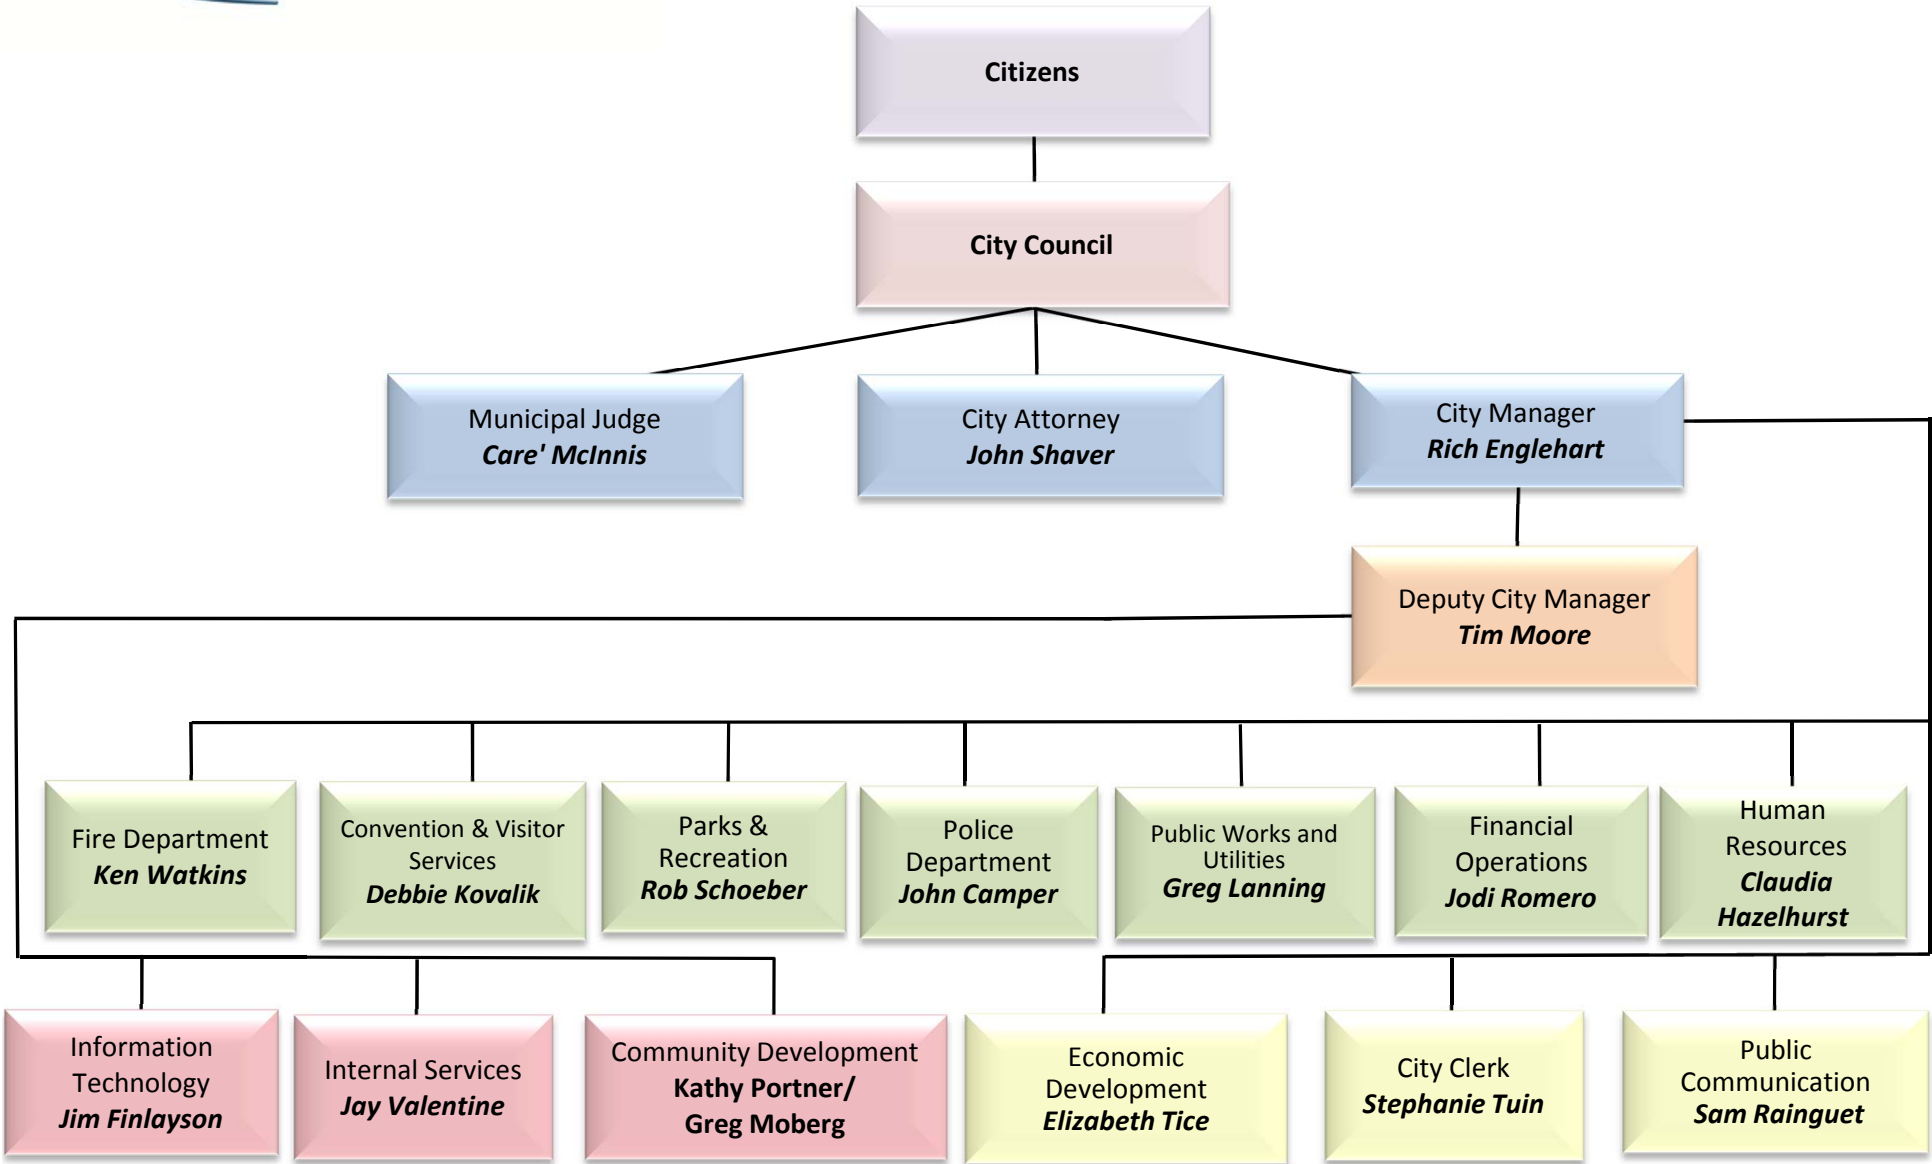 Citizens
City Council
Municipal Judge
Care' McInnis
City Attorney
John Shaver
City Manager
Rich Englehart
Deputy City Manager
Tim Moore
Fire Department
Ken Watkins
Convention & Visitor
Services
Debbie Kovalik
Parks &
Recreation
Rob Schoeber
Police
Department
John Camper
Public Works and
Utilities
Greg Lanning
Financial
Operations
Jodi Romero
Human
Resources
Claudia
Hazelhurst
Information
Technology
Jim Finlayson
Internal Services
Jay Valentine
Community Development
Kathy Portner/
Greg Moberg
Economic
Development
Elizabeth Tice
City Clerk
Stephanie Tuin
Public
Communication
Sam Rainguet